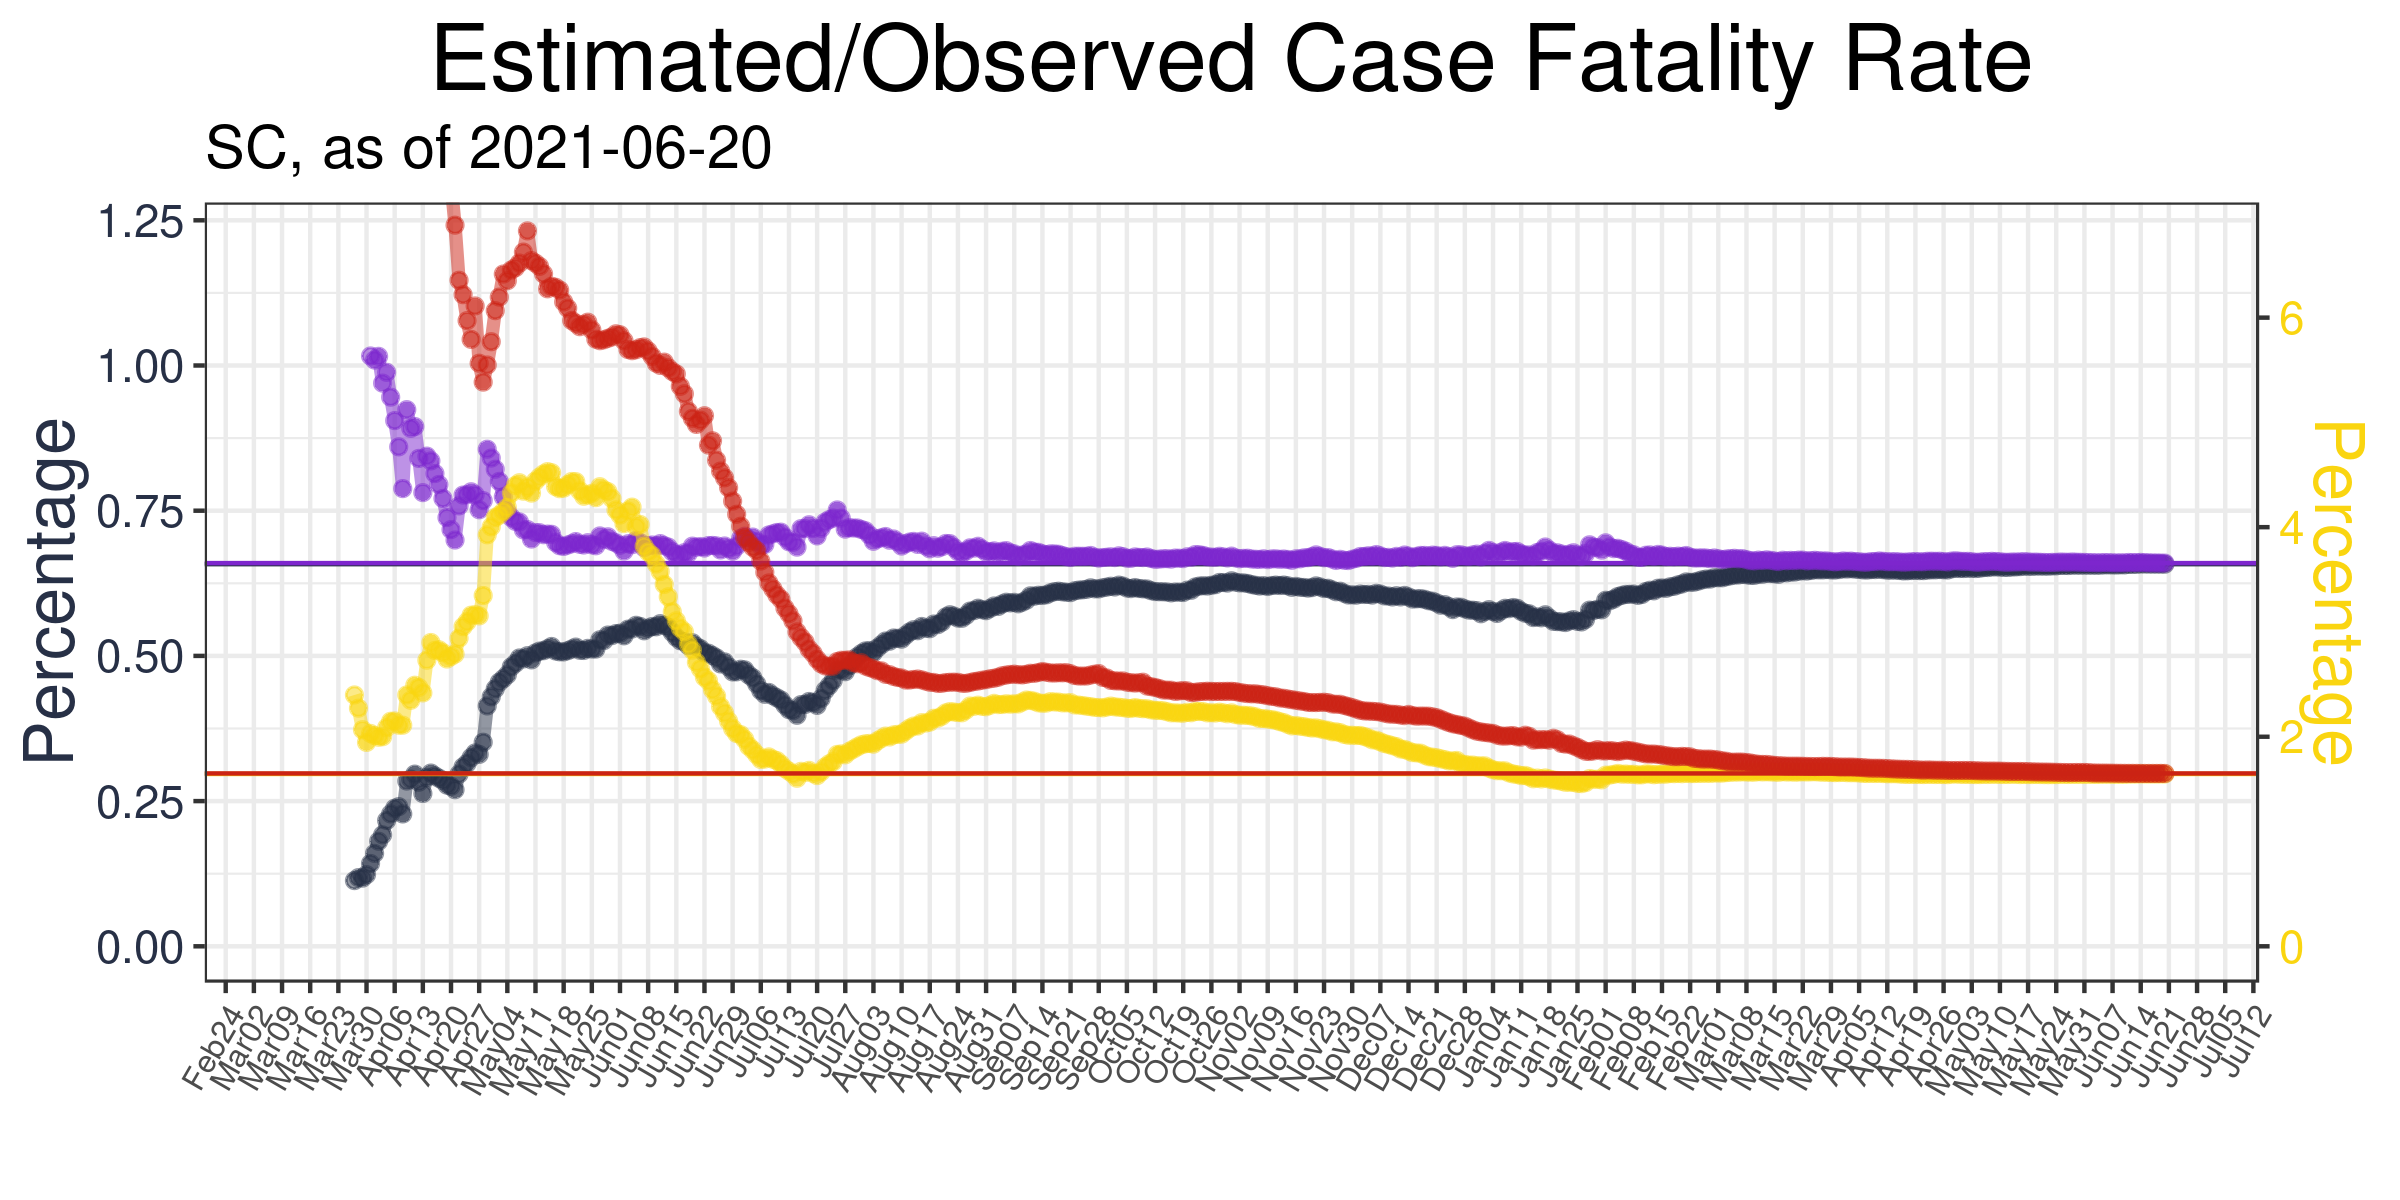 Estimated/Observed Case Fatality Rate
SC, as of 2021-06-20
Percentage
1.25
1.00
0.75
0.50
0.25
0.00
6
4
2
0
Percentage
Feb24
Mar02
Mar09
Mar16
Mar23
Mar30
Apr06
Apr13
Apr20
Apr27
May04
May11
May18
May25
Jun01
Jun08
Jun15
Jun22
Jun29
Jul06
Jul13
Jul20
Jul27
Aug03
Aug10
Aug17
Aug24
Aug31
Sep07
Sep14
Sep21
Sep28
Oct05
Oct12
Oct19
Oct26
Nov02
Nov09
Nov16
Nov23
Nov30
Dec07
Dec14
Dec21
Dec28
Jan04
Jan11
Jan18
Jan25
Feb01
Feb08
Feb15
Feb22
Mar01
Mar08
Mar15
Mar22
Mar29
Apr05
Apr12
Apr19
Apr26
May03
May10
May17
May24
May31
Jun07
Jun14
Jun21
Jun28
Jul05
Jul12